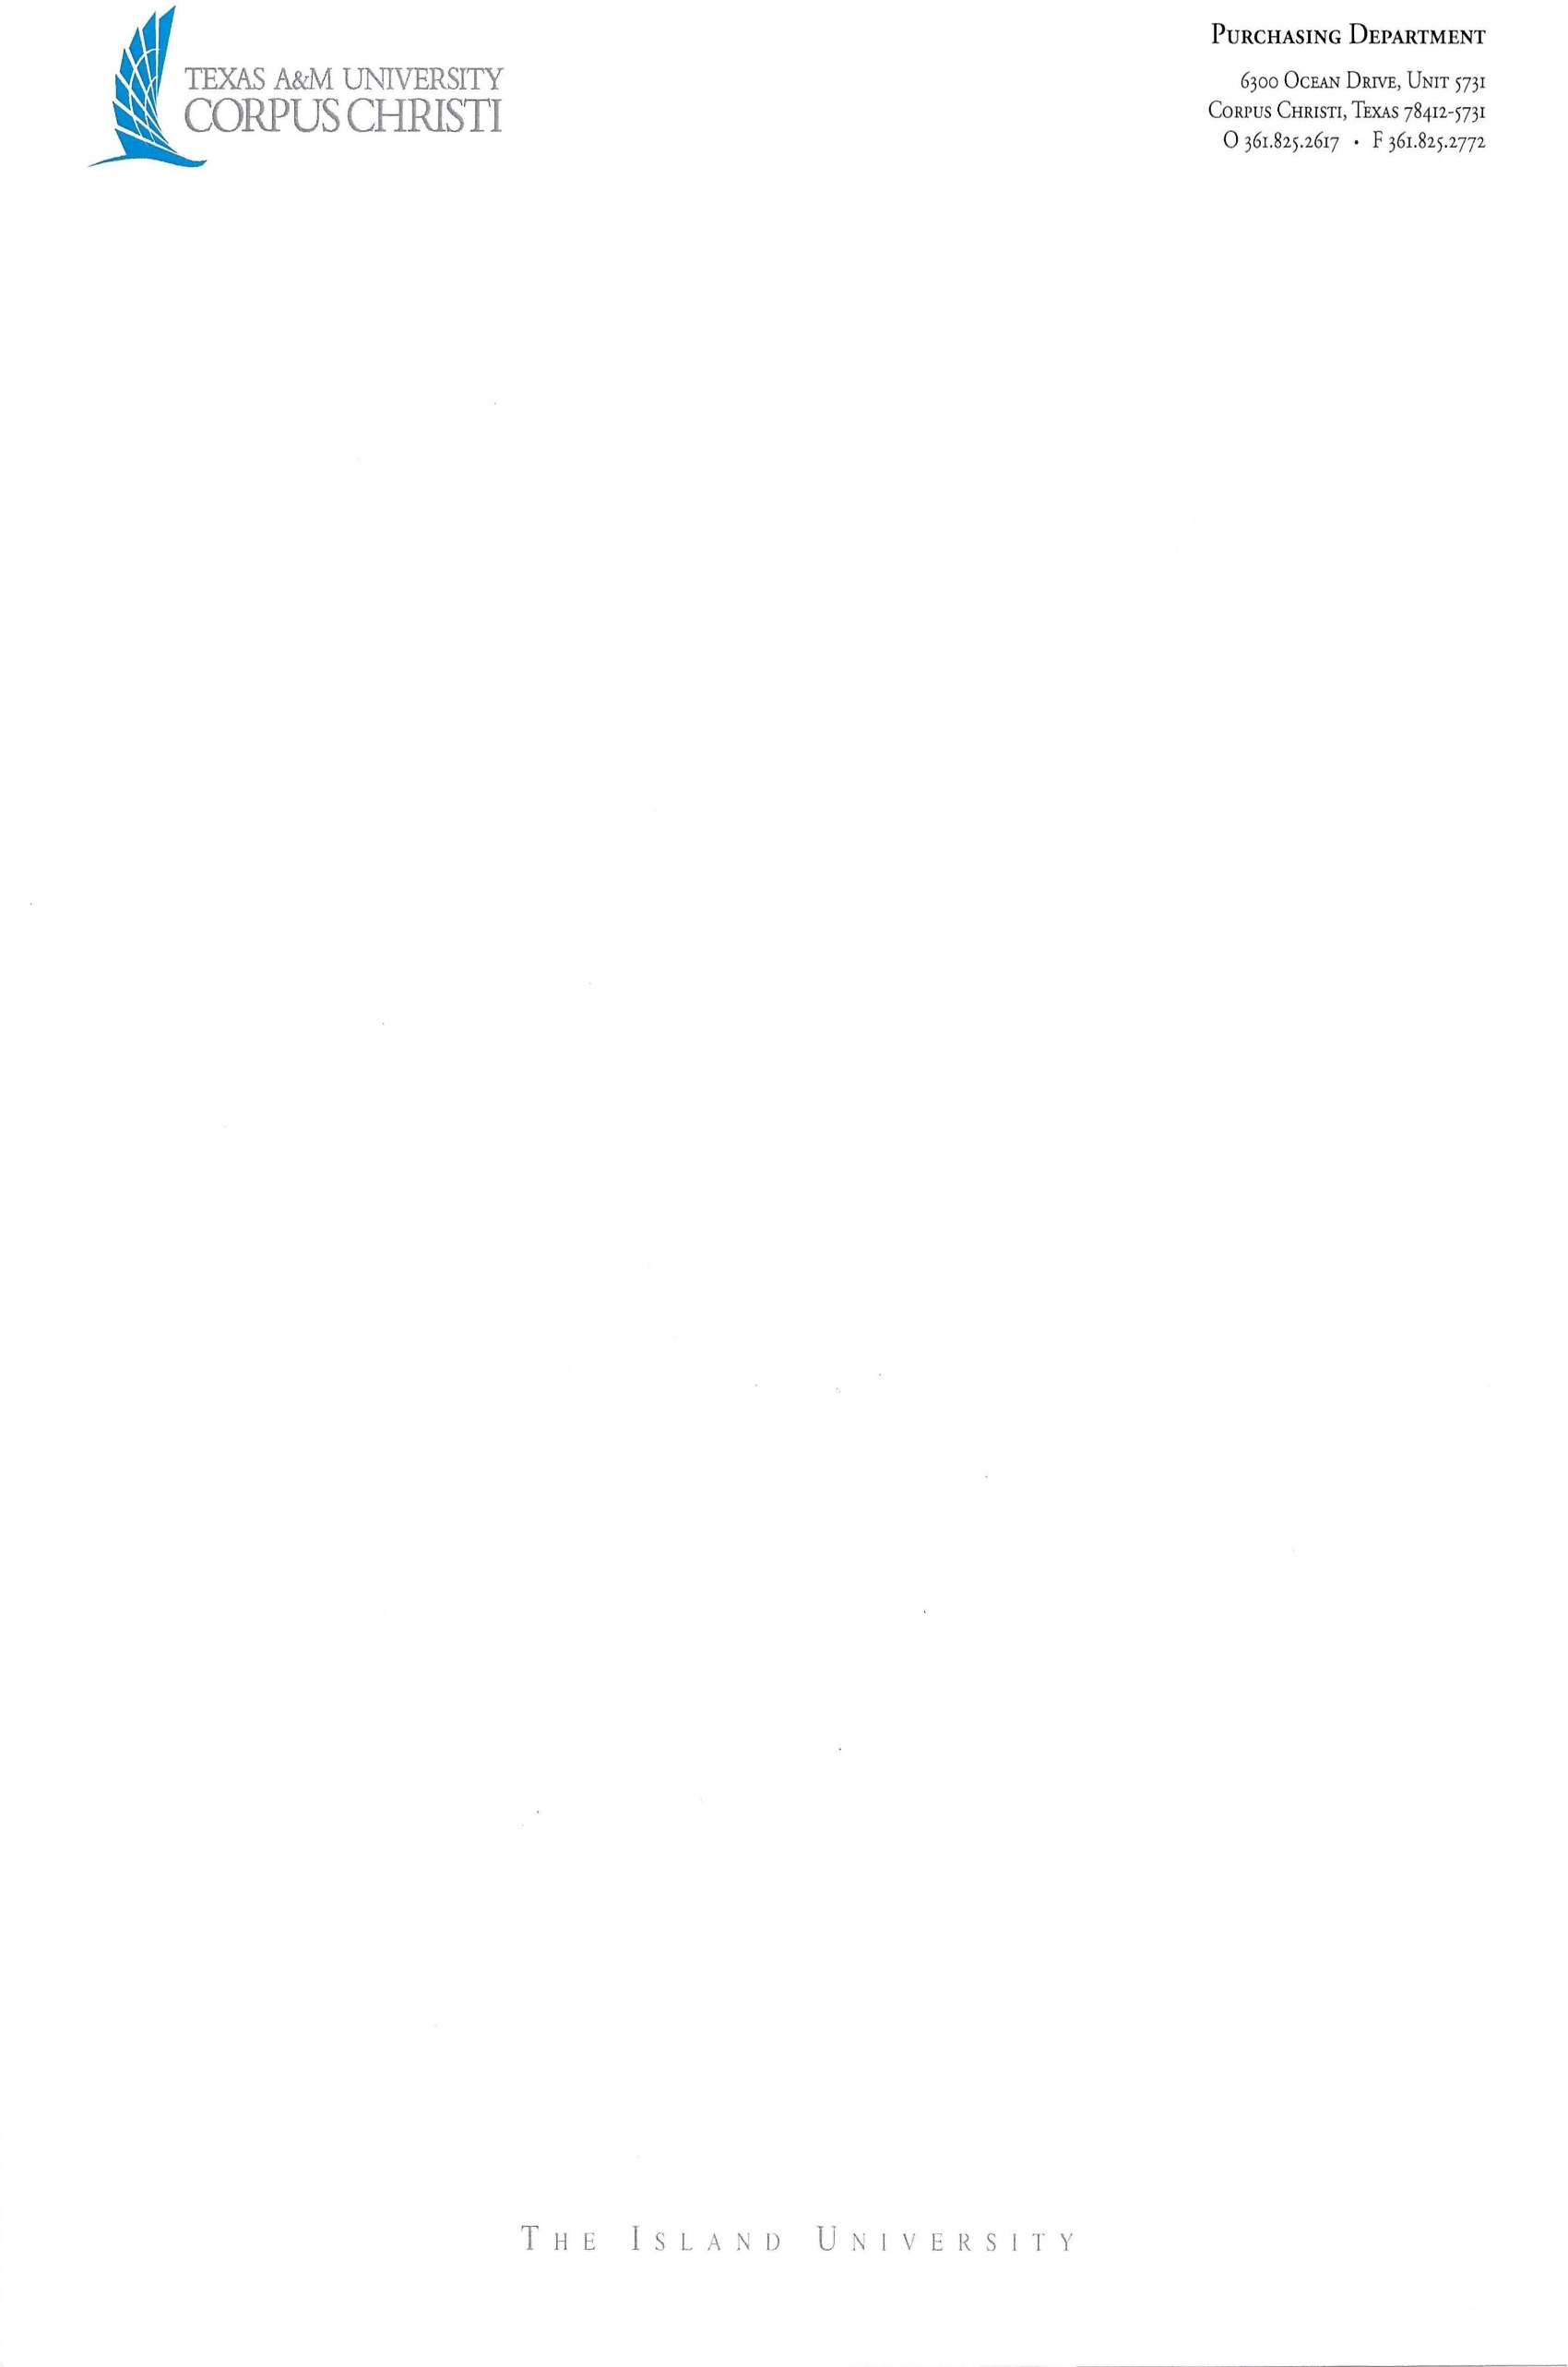 TEXAS A&M UNIVERSITY
CORPUS CHRISTI
PURCHASING DEPARTMENT
6300 OCEAN DRIVE, UNIT 5731
CORPUS CHRISTI, TEXAS 78412-5731
O 361.825.2617 • F 361.825.2772
THE ISLAND UNIVERSITY